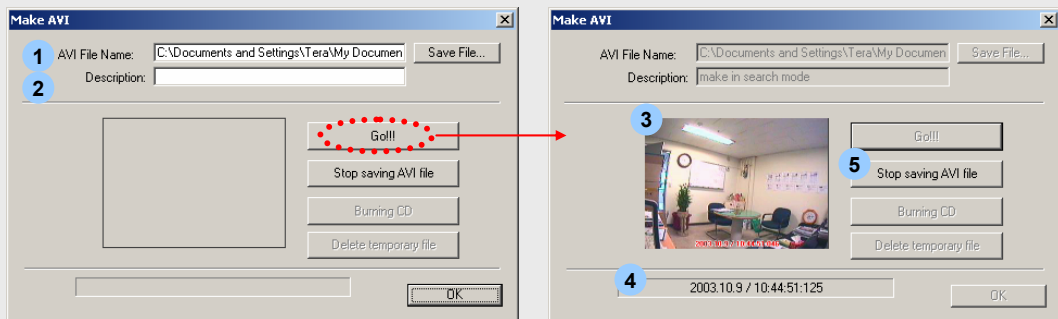 Make AVI
1 AVI File Name: C:\Documents and Settings\Tera\My Documen Save File...
2 Description:
Go!!!
Stop saving AVI file
Burning CD
Delete temporary file
OK
Make AVI
AVI File Name: C:\Documents and Settings\Tera\My Documen Save File...
Description: make in search mode
3
Go!!!
5 Stop saving AVI file
Burning CD
Delete temporary file
4 2003.10.9 / 10:44:51:125
OK